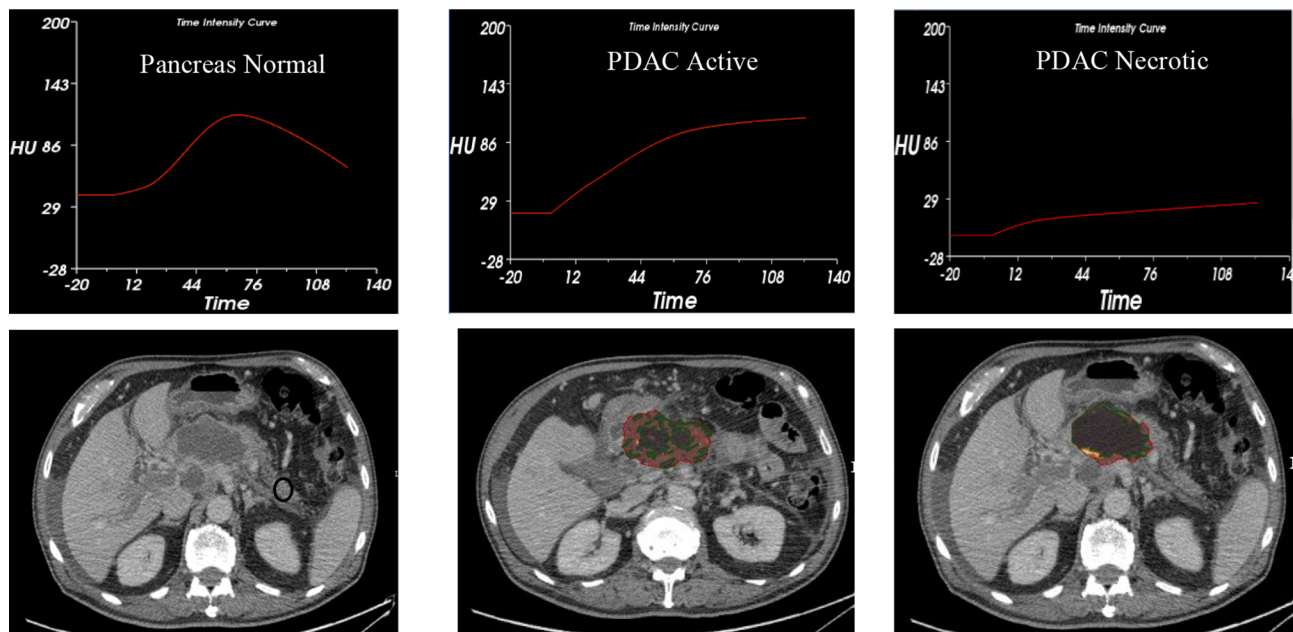 Time Intensity Curve
Pancreas Normal
200
143
HU 86
29
-28
-20 12 44 76 108 140
Time
Time Intensity Curve
PDAC Active
200
143
HU 86
29
-28
-20 12 44 76 108 140
Time
Time Intensity Curve
PDAC Necrotic
200
143
HU 86
29
-28
-20 12 44 76 108
Time